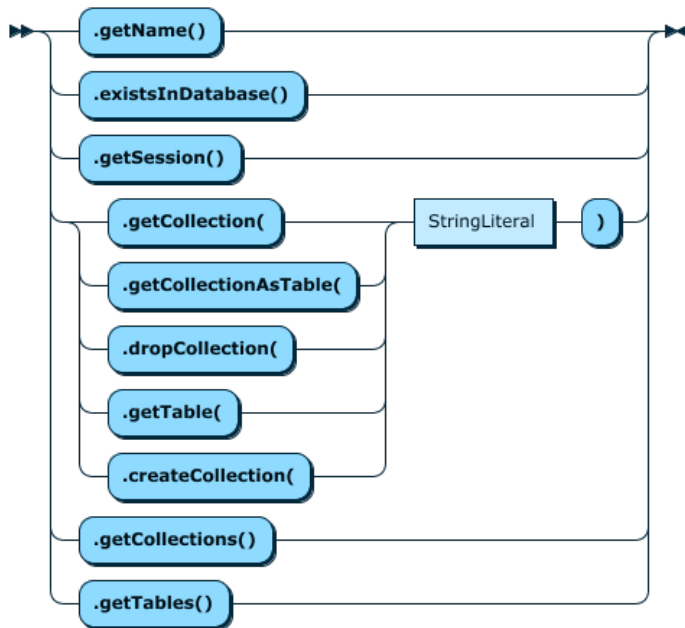 .getName()
.existsInDatabase()
.getSession()
.getCollection( StringLiteral )
.getCollectionAsTable(
.dropCollection(
.getTable(
.createCollection(
.getCollections()
.getTables()